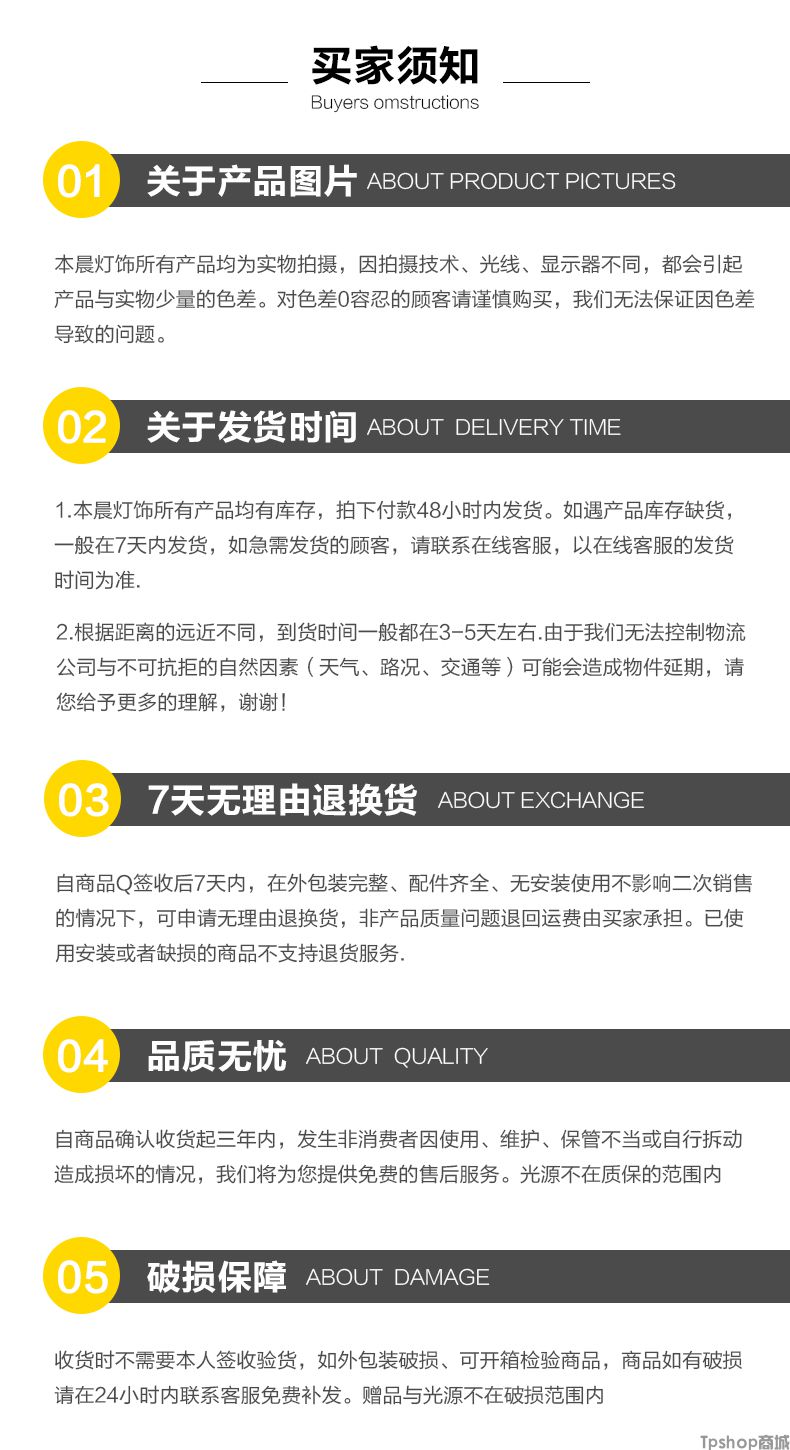 买家须知
Buyers omstructions
01 关于产品图片 ABOUT PRODUCT PICTURES
本晨灯饰所有产品均为实物拍摄，因拍摄技术、光线、显示器不同，都会引起
产品与实物少量的色差。对色差0容忍的顾客请谨慎购买，我们无法保证因色差
导致的问题。
02 关于发货时间 ABOUT DELIVERY TIME
1.本晨灯饰所有产品均有库存，拍下付款48小时内发货。如遇产品库存缺货，
一般在7天内发货，如急需发货的顾客，请联系在线客服，以在线客服的发货
时间为准.
2.根据距离的远近不同，到货时间一般都在3-5天左右.由于我们无法控制物流
公司与不可抗拒的自然因素（天气、路况、交通等）可能会造成物件延期，请
您给予更多的理解，谢谢！
03 7天无理由退换货 ABOUT EXCHANGE
自商品Q签收后7天内，在外包装完整、配件齐全、无安装使用不影响二次销售
的情况下，可申请无理由退换货，非产品质量问题退回运费由买家承担。已使
用安装或者缺损的商品不支持退货服务.
04 品质无忧 ABOUT QUALITY
自商品确认收货起三年内，发生非消费者因使用、维护、保管不当或自行拆动
造成损坏的情况，我们将为您提供免费的售后服务。光源不在质保的范围内
05 破损保障 ABOUT DAMAGE
收货时不需要本人签收验货，如外包装破损、可开箱检验商品，商品如有破损
请在24小时内联系客服免费补发。赠品与光源不在破损范围内
Tpshop商城